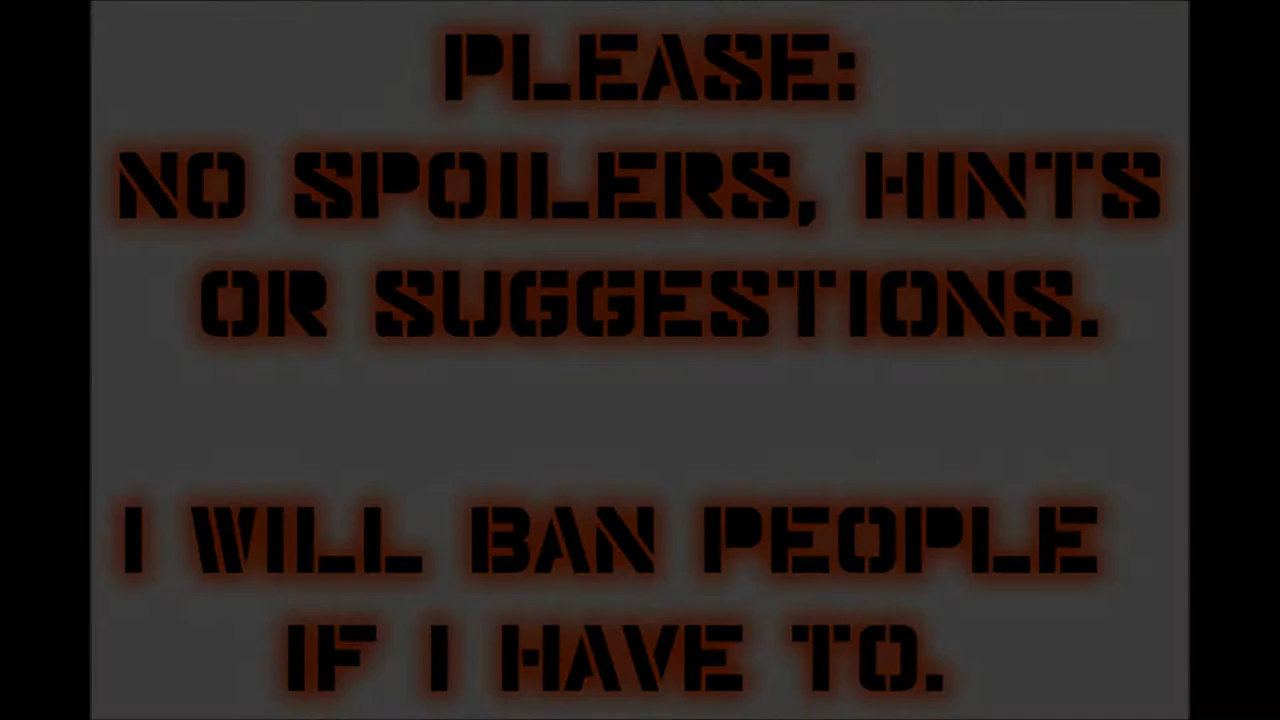 PLEASE:
NO SPOILERS, HINTS
OR SUGGESTIONS.
I WILL BAN PEOPLE
IF I HAVE TO.